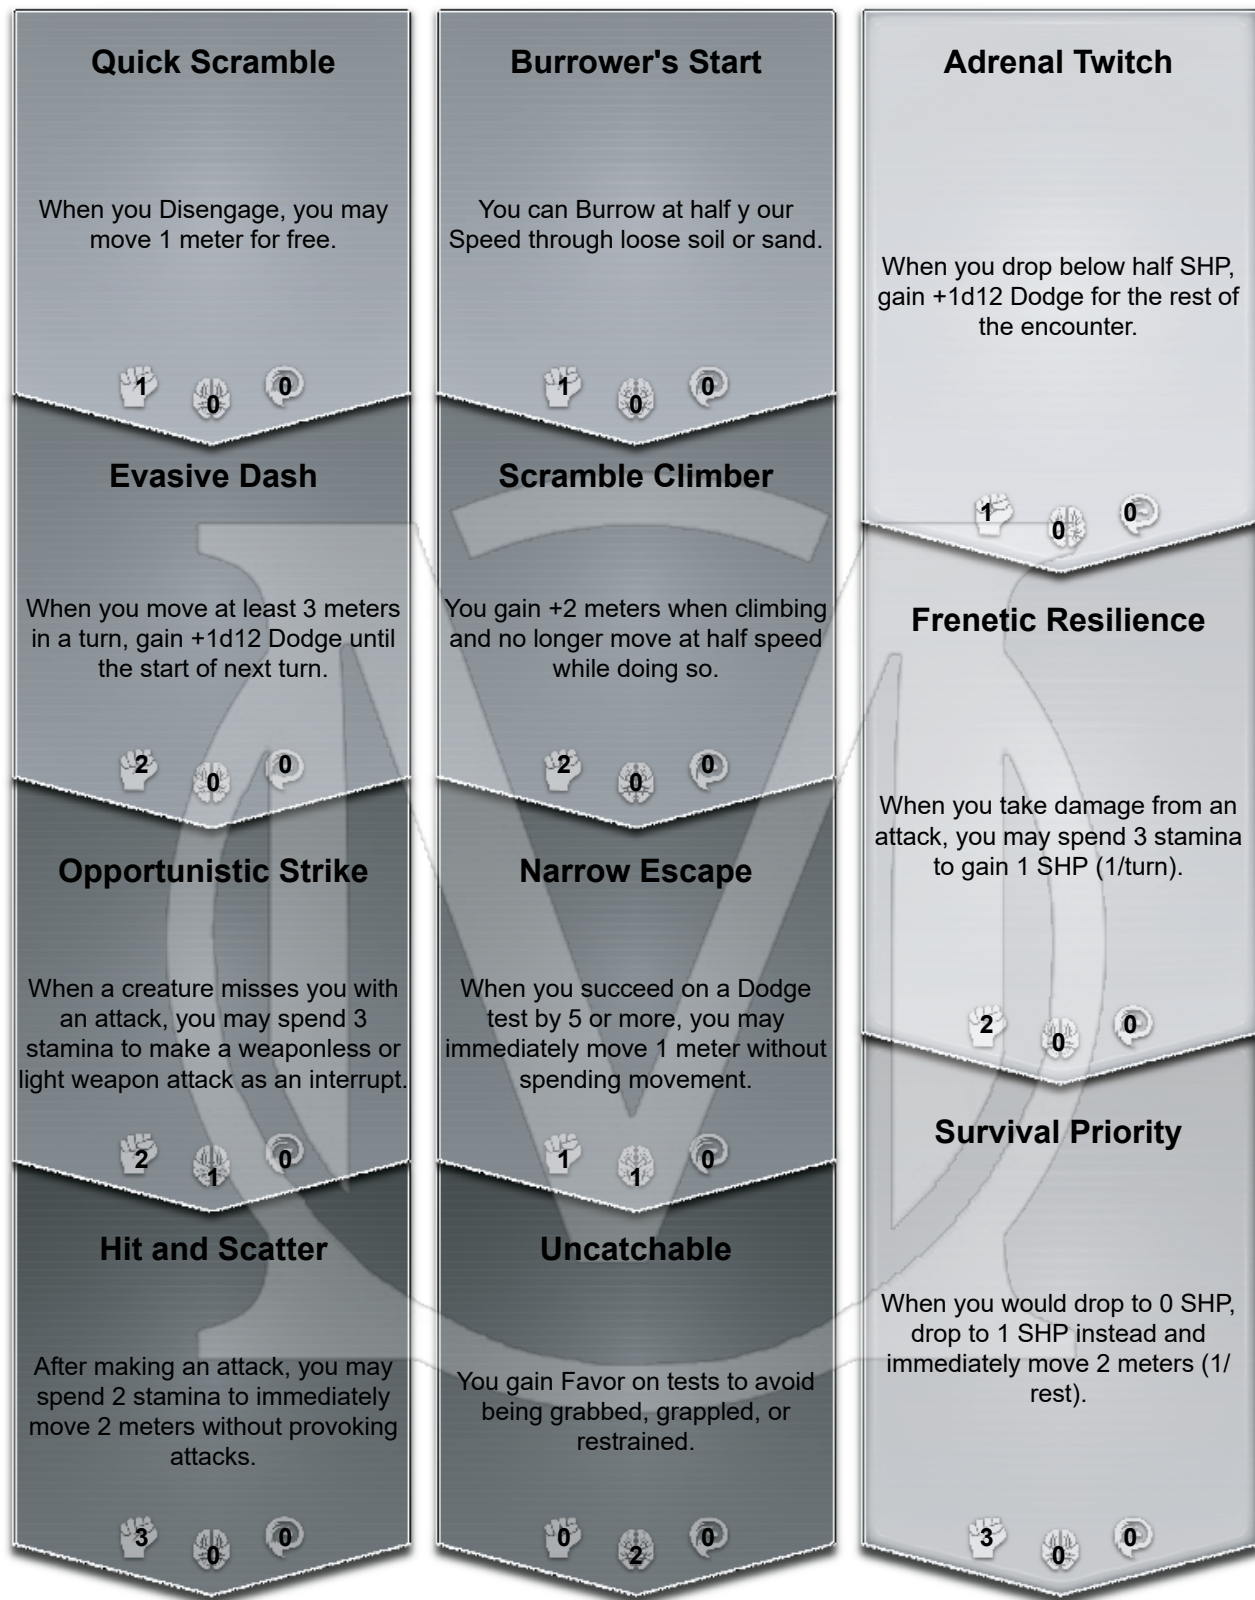 Quick Scramble
When you Disengage, you may
move 1 meter for free.
1
0
0
Evasive Dash
When you move at least 3 meters
in a turn, gain +1d12 Dodge until
the start of next turn.
2
0
0
Opportunistic Strike
When a creature misses you with
an attack, you may spend 3
stamina to make a weaponless or
light weapon attack as an interrupt.
2
1
0
Hit and Scatter
After making an attack, you may
spend 2 stamina to immediately
move 2 meters without provoking
attacks.
3
0
0
Burrower's Start
You can Burrow at half y our
Speed through loose soil or sand.
1
0
0
Scramble Climber
You gain +2 meters when climbing
and no longer move at half speed
while doing so.
2
0
0
Narrow Escape
When you succeed on a Dodge
test by 5 or more, you may
immediately move 1 meter without
spending movement.
1
1
0
Uncatchable
You gain Favor on tests to avoid
being grabbed, grappled, or
restrained.
0
2
0
Adrenal Twitch
When you drop below half SHP,
gain +1d12 Dodge for the rest of
the encounter.
1
0
0
Frenetic Resilience
When you take damage from an
attack, you may spend 3 stamina
to gain 1 SHP (1/turn).
2
0
0
Survival Priority
When you would drop to 0 SHP,
drop to 1 SHP instead and
immediately move 2 meters (1/
rest).
3
0
0